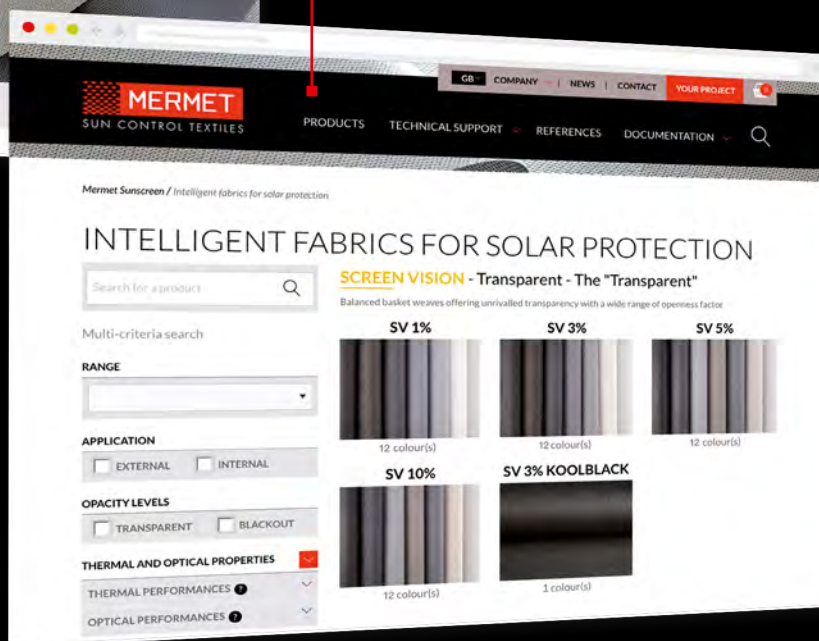 GB COMPANY | NEWS | CONTACT YOUR PROJECT 0
MERMET
SUN CONTROL TEXTILES
PRODUCTS TECHNICAL SUPPORT REFERENCES DOCUMENTATION
Mermet Sunscreen / Intelligent fabrics for solar protection
INTELLIGENT FABRICS FOR SOLAR PROTECTION
Search for a product
SCREEN VISION - Transparent - The "Transparent"
Balanced basket weaves offering unrivalled transparency with a wide range of openness factor
Multi-criteria search
RANGE
APPLICATION
EXTERNAL INTERNAL
OPACITY LEVELS
TRANSPARENT BLACKOUT
THERMAL AND OPTICAL PROPERTIES
THERMAL PERFORMANCES ?
OPTICAL PERFORMANCES ?
SV 1%
12 colour(s)
SV 3%
12 colour(s)
SV 5%
12 colour(s)
SV 10%
12 colour(s)
SV 3% KOOLBLACK
1 colour(s)